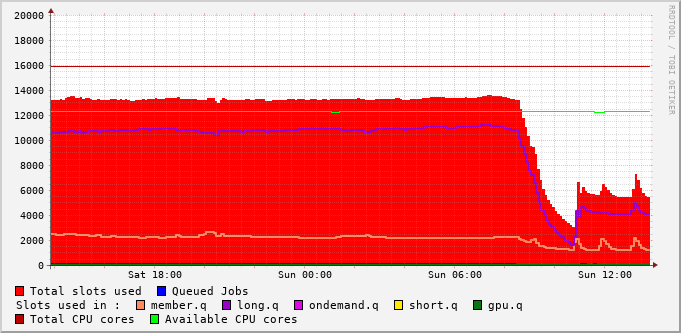 20000
18000
16000
14000
12000
10000
8000
6000
4000
2000
0
Sat 18:00 Sun 00:00 Sun 06:00 Sun 12:00
RRDTOOL / TOBI OETIKER
Total slots used Queued Jobs
Slots used in : member.q long.q ondemand.q short.q gpu.q
Total CPU cores Available CPU cores